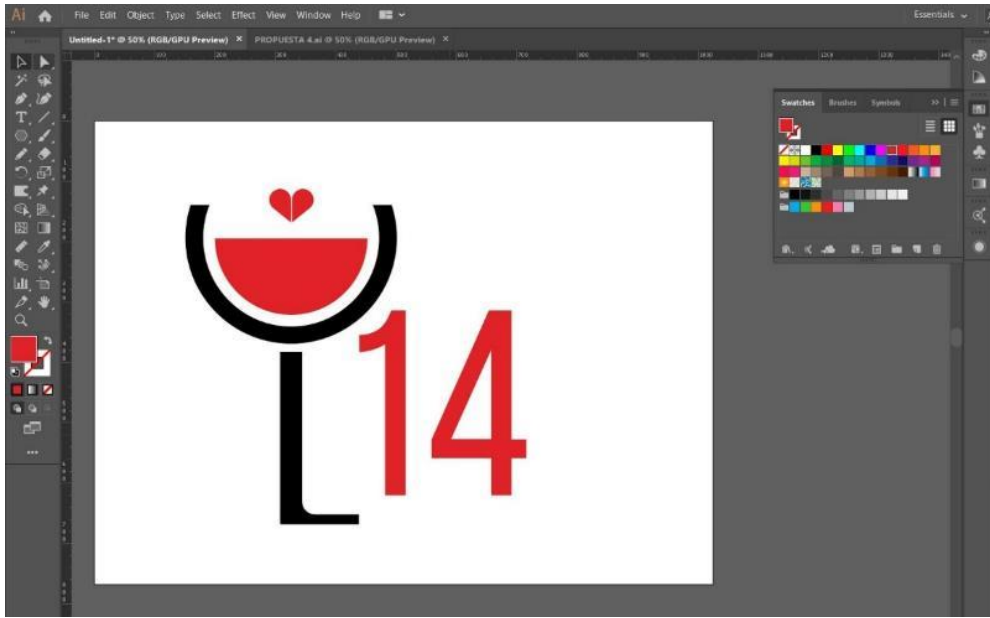 Ai File Edit Object Type Select Effect View Window Help Essentials
Untitled-1* @ 50% (RGB/GPU Preview) × PROPUESTA 4.ai @ 50% (RGB/GPU Preview) ×
Swatches Brushes Symbols
14